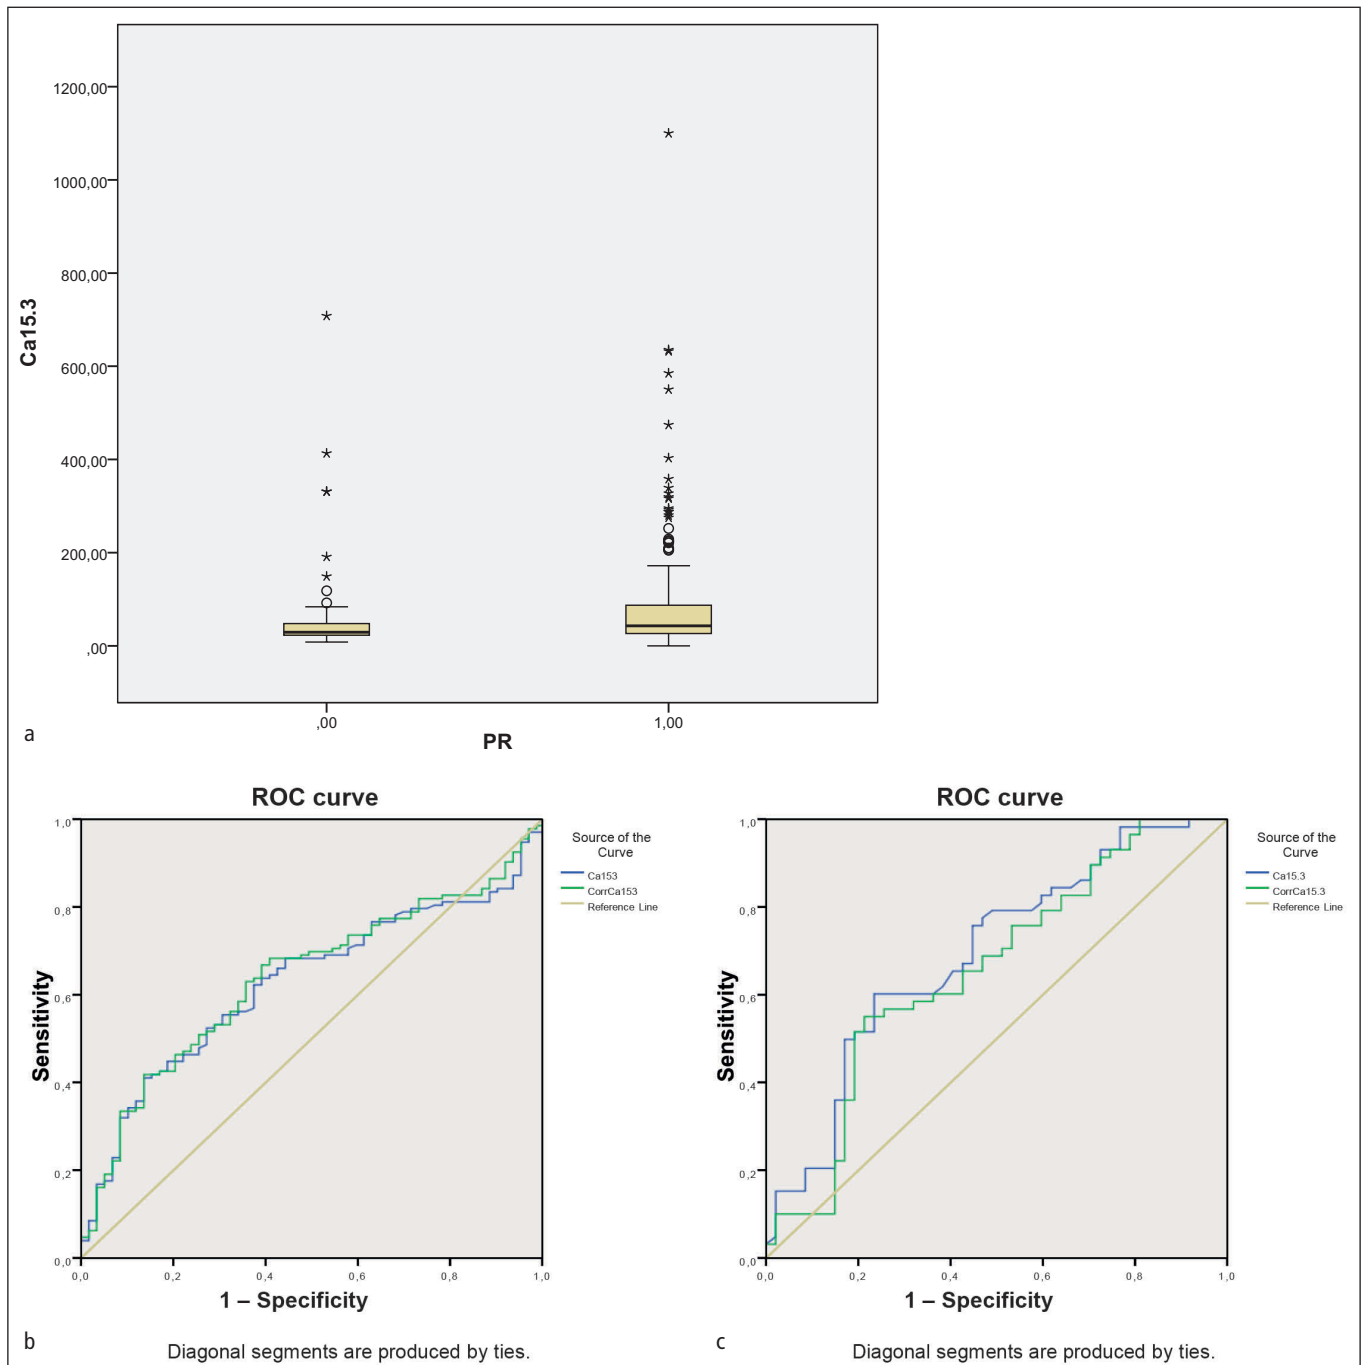 1200,00
1000,00
800,00
600,00
400,00
200,00
,00
Ca15.3
,00
1,00
PR
a
ROC curve
1,0
0,8
0,6
0,4
0,2
0,0
Sensitivity
0,0
0,2
0,4
0,6
0,8
1,0
1 – Specificity
Source of the
Curve
Ca153
CorrCa153
Reference Line
b
Diagonal segments are produced by ties.
ROC curve
1,0
0,8
0,6
0,4
0,2
0,0
Sensitivity
0,0
0,2
0,4
0,6
0,8
1,0
1 – Specificity
Source of the
Curve
Ca15.3
CorrCa15.3
Reference Line
c
Diagonal segments are produced by ties.